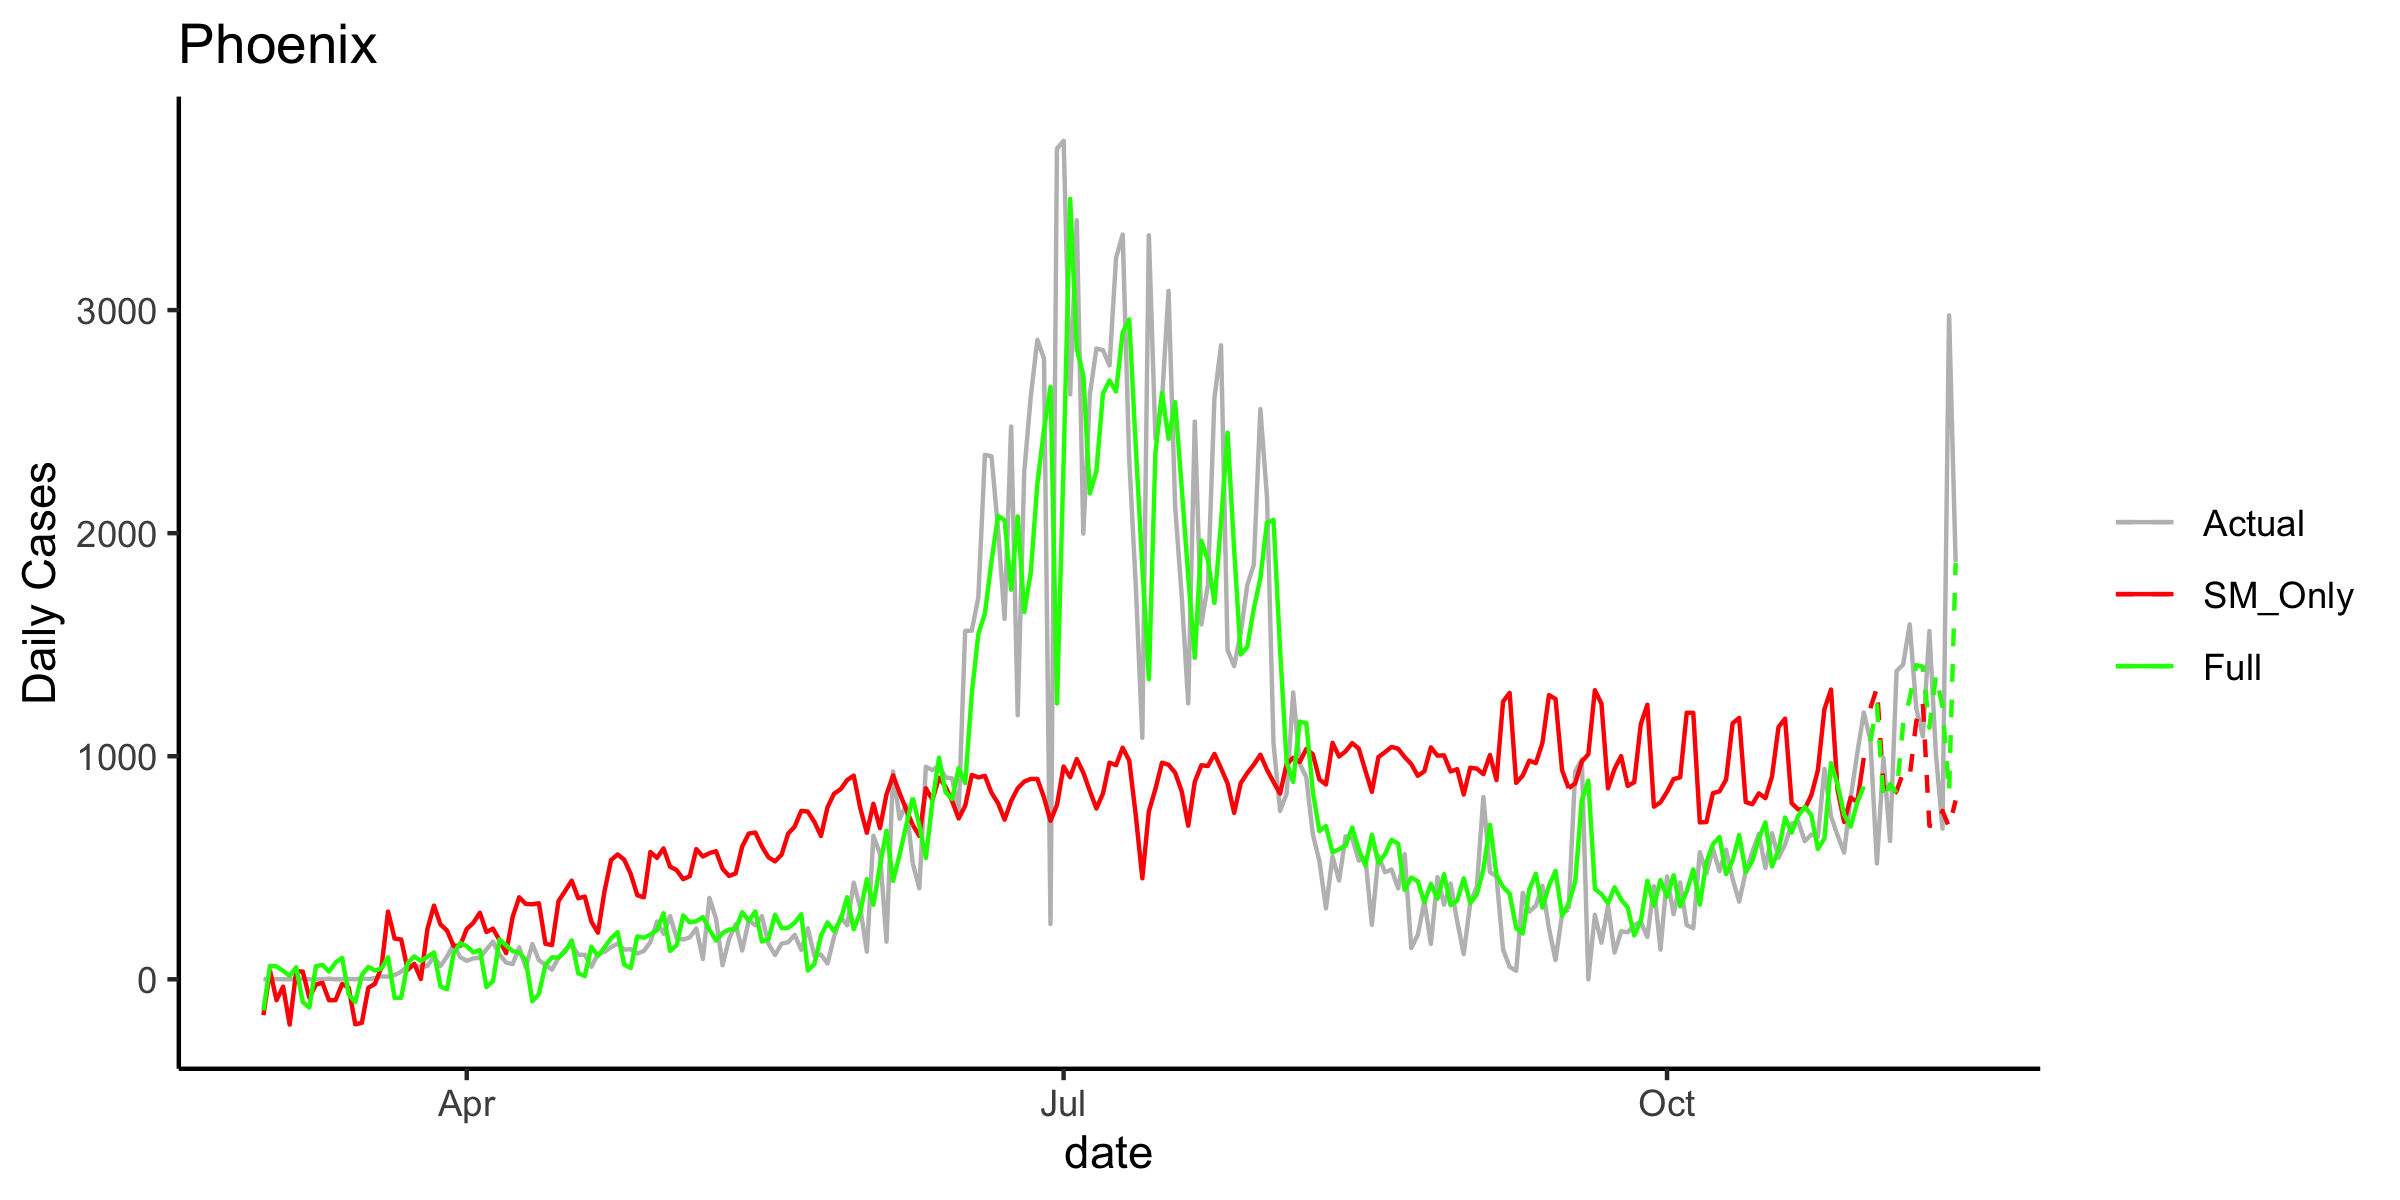 Phoenix
Daily Cases
3000
2000
1000
0
Apr
Jul
Oct
date
Actual
SM_Only
Full